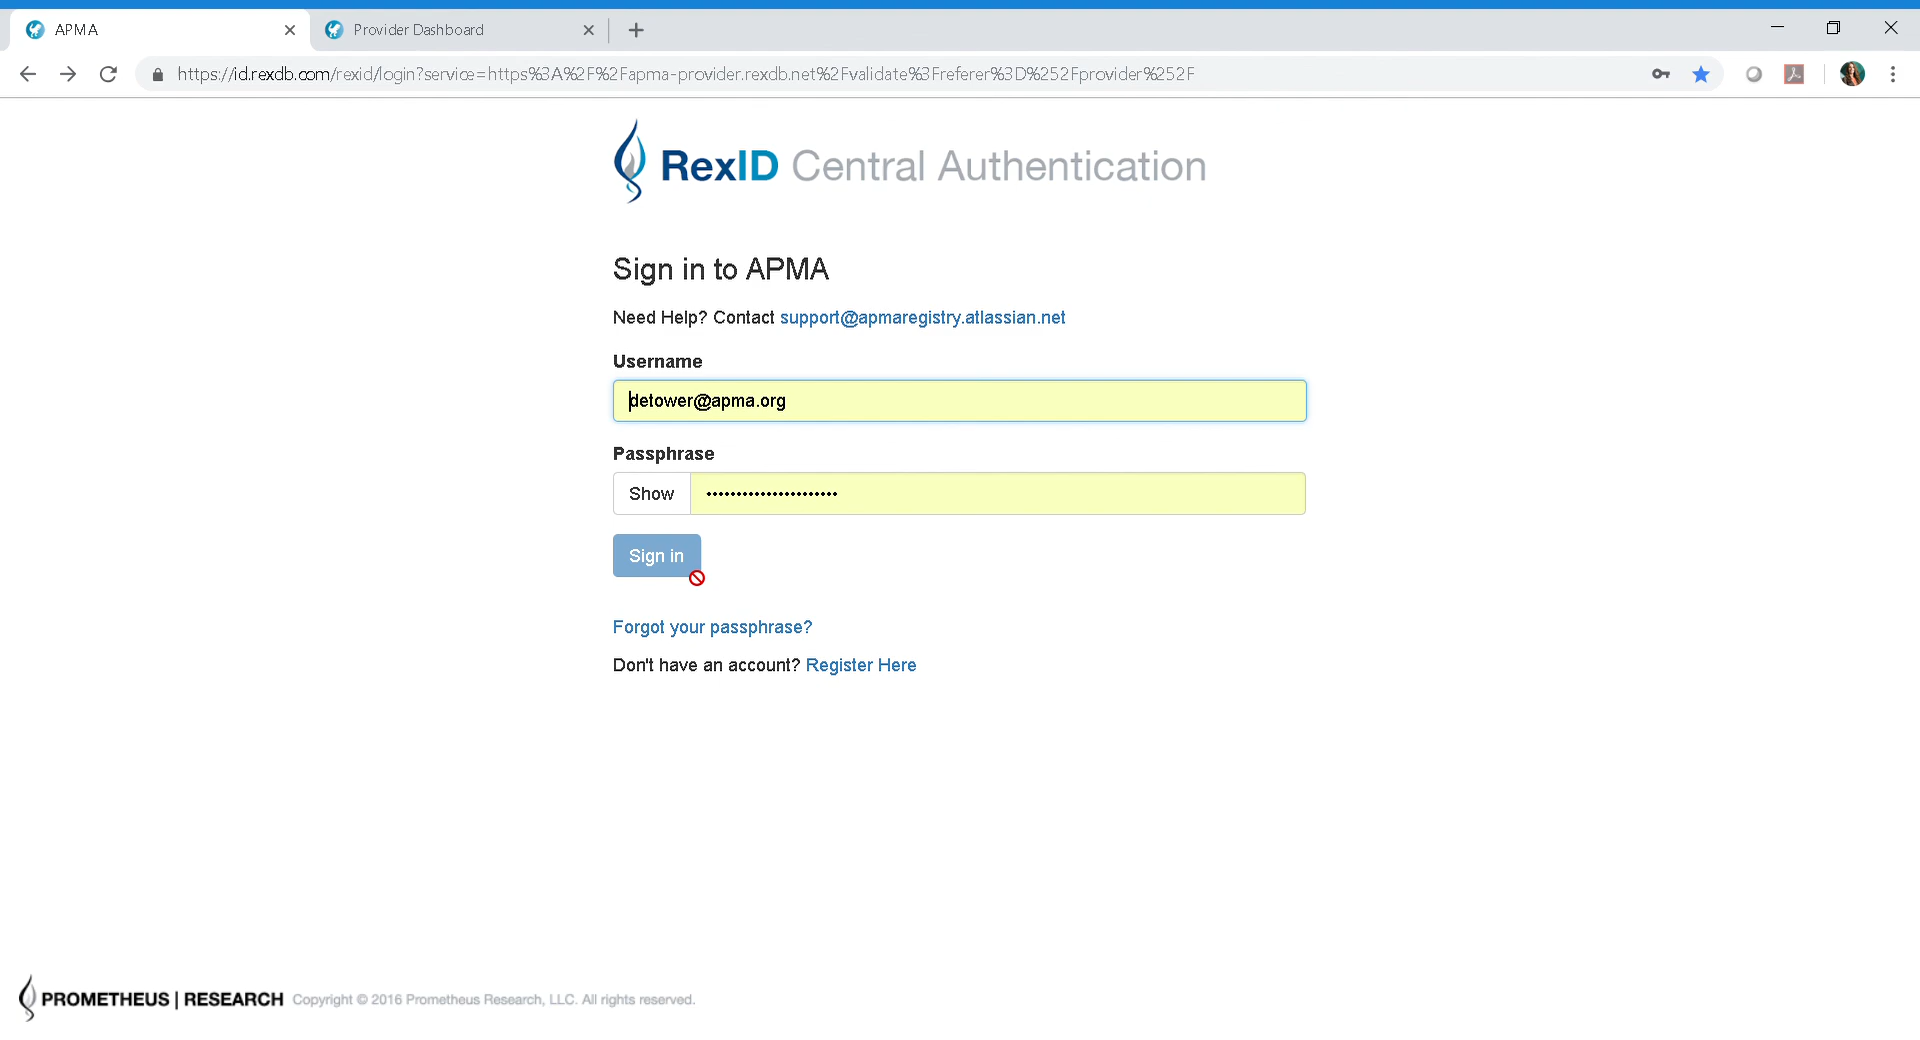 APMA
Provider Dashboard
https://id.rexdb.com/rexid/login?service=https%3A%2F%2Fapma-provider.rexdb.net%2Fvalidate%3Freferer%3D%252Fprovider%252F
RexID Central Authentication
Sign in to APMA
Need Help? Contact support@apmaregistry.atlassian.net
Username
detower@apma.org
Passphrase
Show ••••••••••••••••••••••
Sign in
Forgot your passphrase?
Don't have an account? Register Here
PROMETHEUS | RESEARCH Copyright © 2016 Prometheus Research, LLC. All rights reserved.